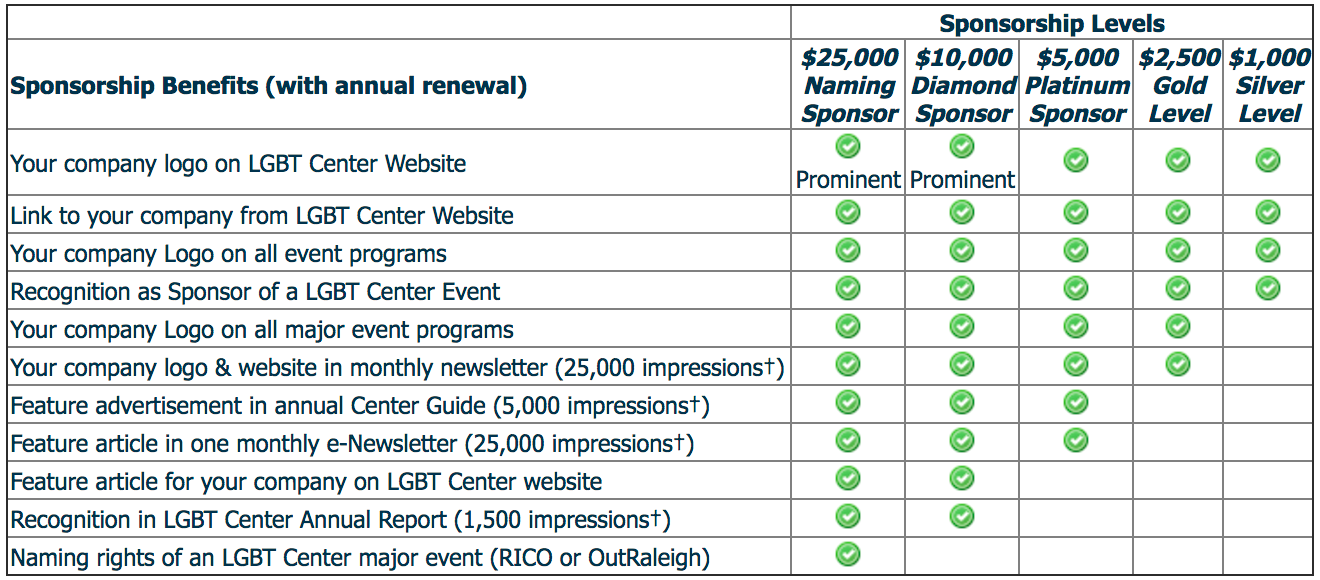 Sponsorship Levels
Sponsorship Benefits (with annual renewal)
$25,000 Naming Sponsor
$10,000 Diamond Sponsor
$5,000 Platinum Sponsor
$2,500 Gold Level
$1,000 Silver Level
Your company logo on LGBT Center Website
Prominent Prominent
Link to your company from LGBT Center Website
Your company Logo on all event programs
Recognition as Sponsor of a LGBT Center Event
Your company Logo on all major event programs
Your company logo & website in monthly newsletter (25,000 impressions†)
Feature advertisement in annual Center Guide (5,000 impressions†)
Feature article in one monthly e-Newsletter (25,000 impressions†)
Feature article for your company on LGBT Center website
Recognition in LGBT Center Annual Report (1,500 impressions†)
Naming rights of an LGBT Center major event (RICO or OutRaleigh)